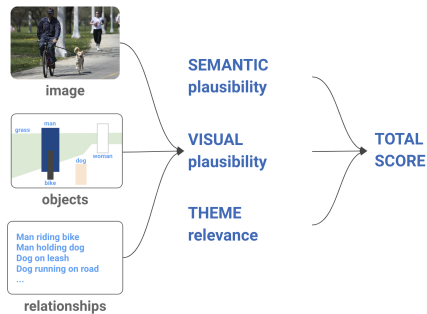 image
grass
man
dog
woman
bike
objects
Man riding bike
Man holding dog
Dog on leash
Dog running on road
...
relationships
SEMANTIC
plausibility
VISUAL
plausibility
THEME
relevance
TOTAL
SCORE